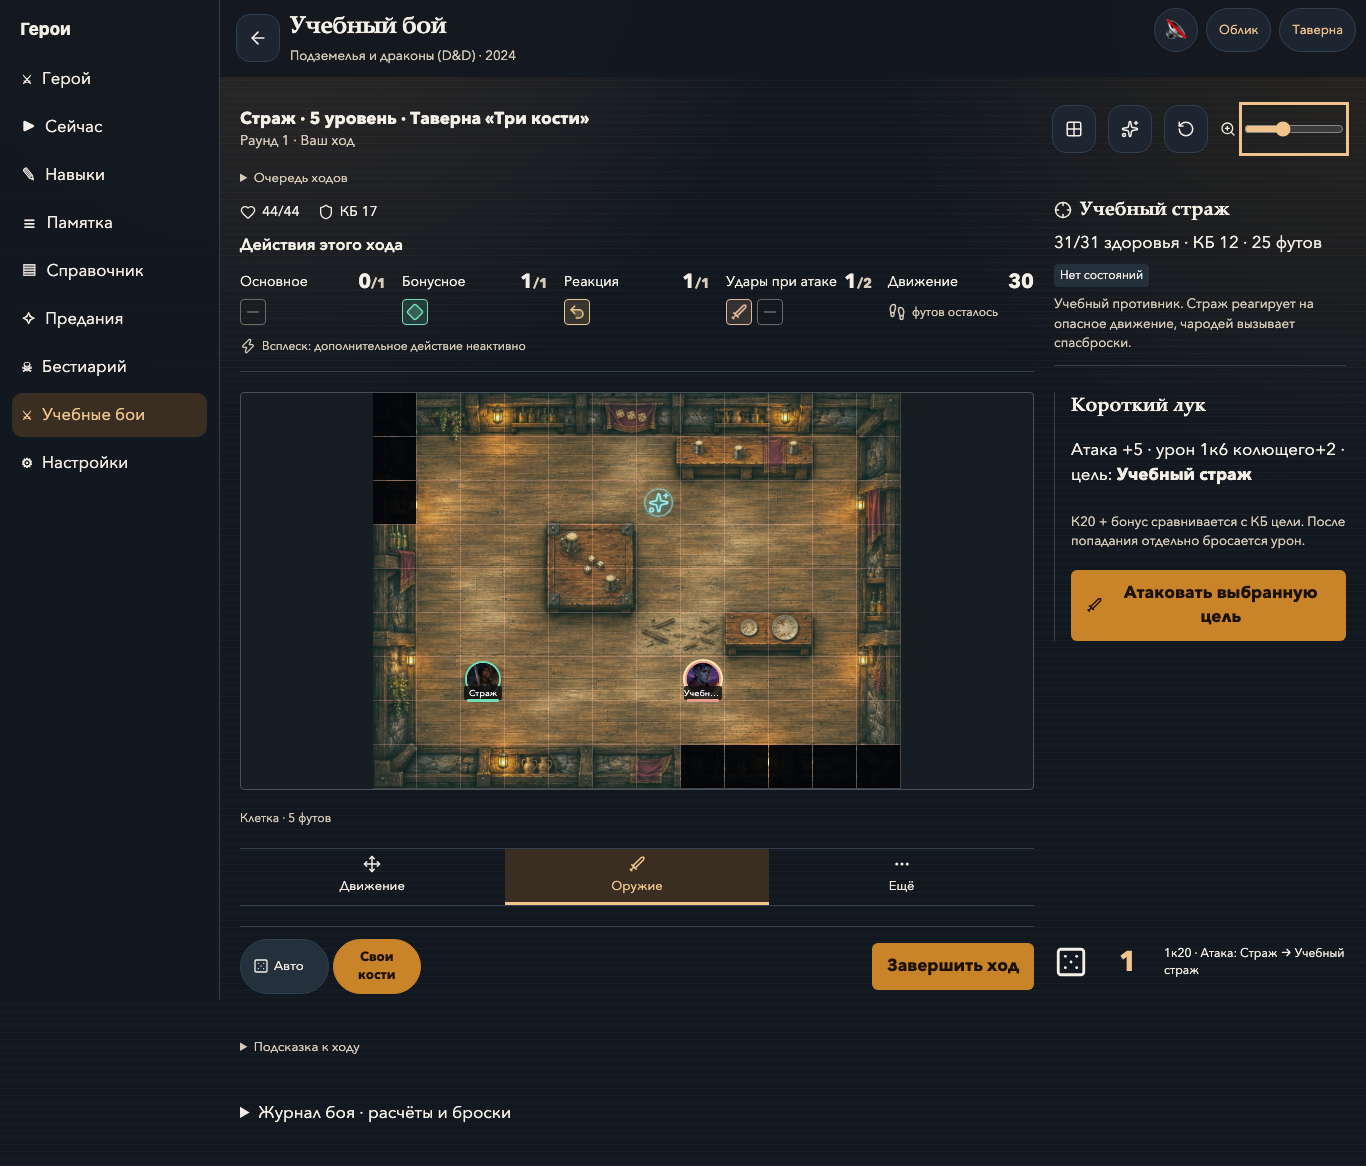 Герои
Герой
Сейчас
Навыки
Памятка
Справочник
Предания
Бестиарий
Учебные бои
Настройки
Учебный бой
Подземелья и драконы (D&D) · 2024
Облик
Таверна
Страж · 5 уровень · Таверна «Три кости»
Раунд 1 · Ваш ход
Очередь ходов
44/44 КБ 17
Действия этого хода
Основное 0/1 Бонусное 1/1 Реакция 1/1 Удары при атаке 1/2 Движение 30
футов осталось
Всплеск: дополнительное действие неактивно
Страж
Учебн...
Клетка · 5 футов
Движение
Оружие
Ещё
Авто
Свои
кости
Завершить ход
Учебный страж
31/31 здоровья · КБ 12 · 25 футов
Нет состояний
Учебный противник. Страж реагирует на
опасное движение, чародей вызывает
спасброски.
Короткий лук
Атака +5 · урон 1к6 колющего+2 ·
цель: Учебный страж
К20 + бонус сравнивается с КБ цели. После
попадания отдельно бросается урон.
Атаковать выбранную
цель
1
1к20 · Атака: Страж → Учебный
страж
Подсказка к ходу
Журнал боя · расчёты и броски